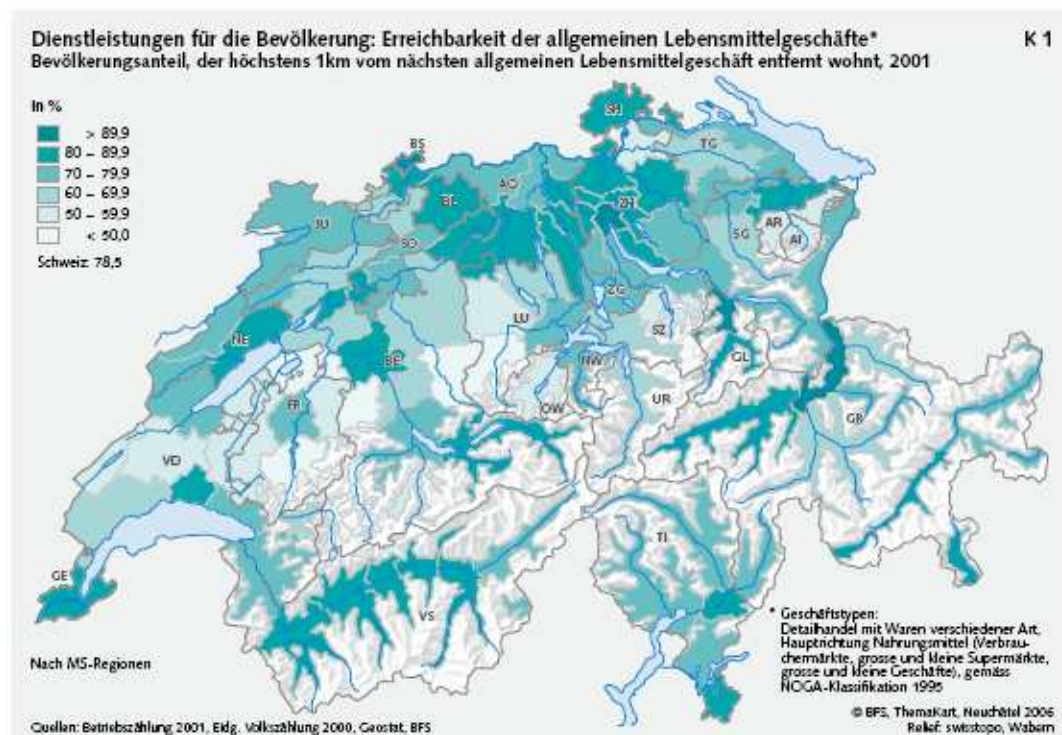 Dienstleistungen für die Bevölkerung: Erreichbarkeit der allgemeinen Lebensmittelgeschäfte*
K 1
Bevölkerungsanteil, der höchstens 1km vom nächsten allgemeinen Lebensmittelgeschäft entfernt wohnt, 2001
In %
> 89,9
80 – 89,9
70 – 79,9
60 – 69,9
50 – 59,9
< 50,0
Schweiz: 78,5
SH
BS
TG
BL
AG
ZH
JU
SO
SG
AR
AI
ZG
LU
SZ
NE
BE
NW
GL
FR
OW
UR
GR
VD
TI
GE
VS
Nach MS-Regionen
* Geschäftstypen:
Detailhandel mit Waren verschiedener Art,
Hauptrichtung Nahrungsmittel (Verbrau-
chermärkte, grosse und kleine Supermärkte,
grosse und kleine Geschäfte), gemäss
NOGA-Klassifikation 1995
Quellen: Betriebszählung 2001, Eidg. Volkszählung 2000, Geostat, BFS
© BFS, ThemaKart, Neuchâtel 2006
Relief: swisstopo, Wabern